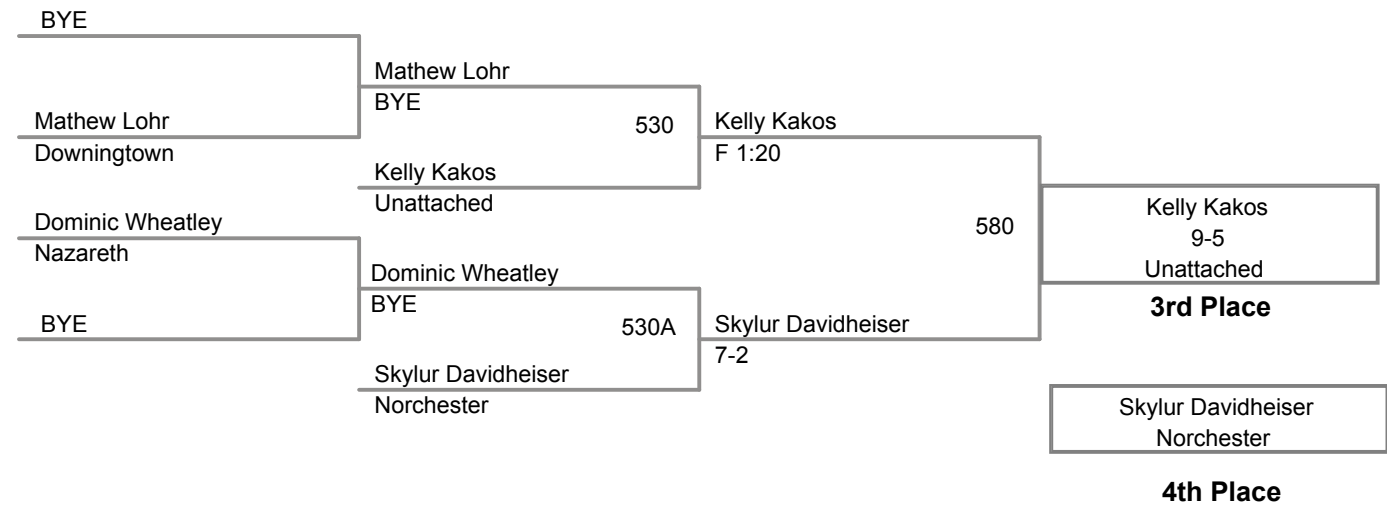 BYE
Mathew Lohr
BYE
Mathew Lohr
Downingtown
530
Kelly Kakos
F 1:20
Kelly Kakos
Unattached
Dominic Wheatley
Nazareth
580
Kelly Kakos
9-5
Unattached
3rd Place
Dominic Wheatley
BYE
BYE
530A
Skylur Davidheiser
7-2
Skylur Davidheiser
Norchester
Skylur Davidheiser
Norchester
4th Place